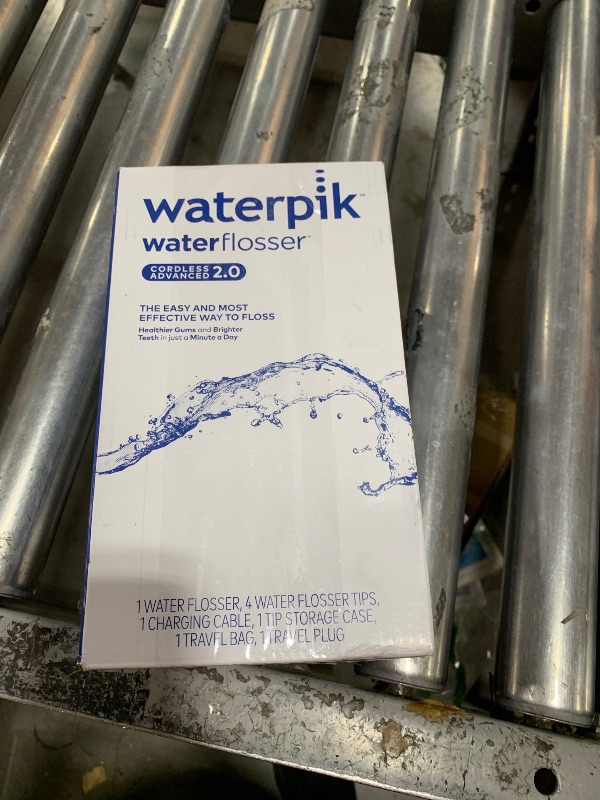 waterpik™
waterflosser™
CORDLESS ADVANCED 2.0
THE EASY AND MOST
EFFECTIVE WAY TO FLOSS
Healthier Gums and Brighter
Teeth in just a Minute a Day
1 WATER FLOSSER, 4 WATER FLOSSER TIPS,
1 CHARGING CABLE, 1 TIP STORAGE CASE,
1 TRAVEL BAG, 1 TRAVEL PLUG